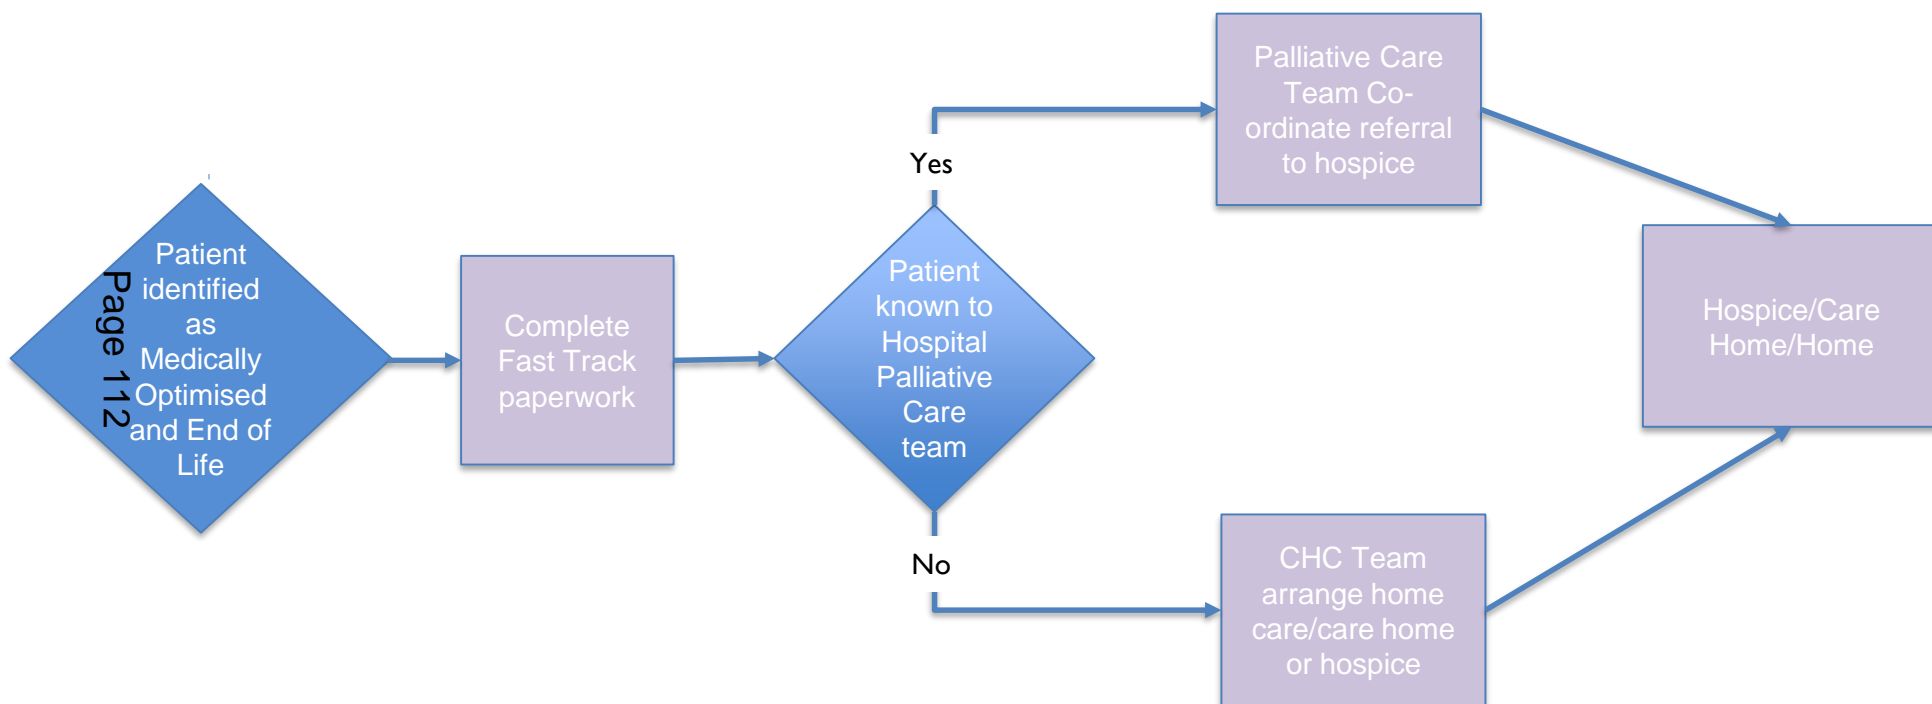 Patient
identified
as
Medically
Optimised
and End of
Life
Page 112
Complete
Fast Track
paperwork
Patient
known to
Hospital
Palliative
Care
team
Yes
Palliative Care
Team Co-
ordinate referral
to hospice
No
CHC Team
arrange home
care/care home
or hospice
Hospice/Care
Home/Home